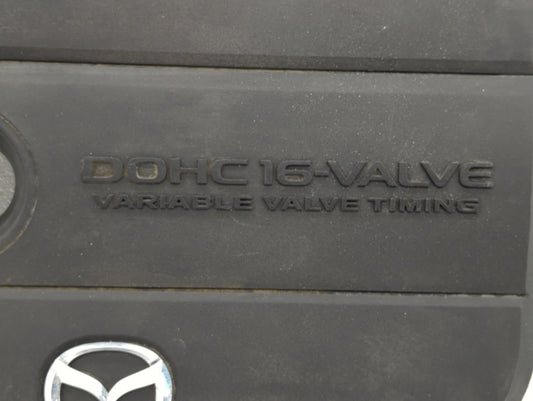 DOHC 16-VALVE
VARIABLE VALVE TIMING